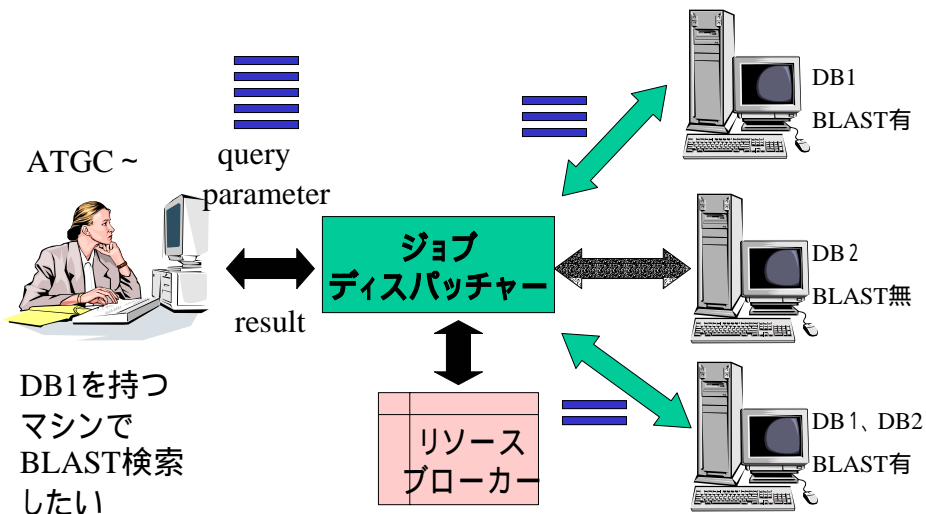 ATGC ~
query
parameter
result
DB1を持つ
マシンで
BLAST検索
したい
ジョブ
ディスパッチャー
リソース
ブローカー
DB1
BLAST有
DB２
BLAST無
DB１、DB2
BLAST有